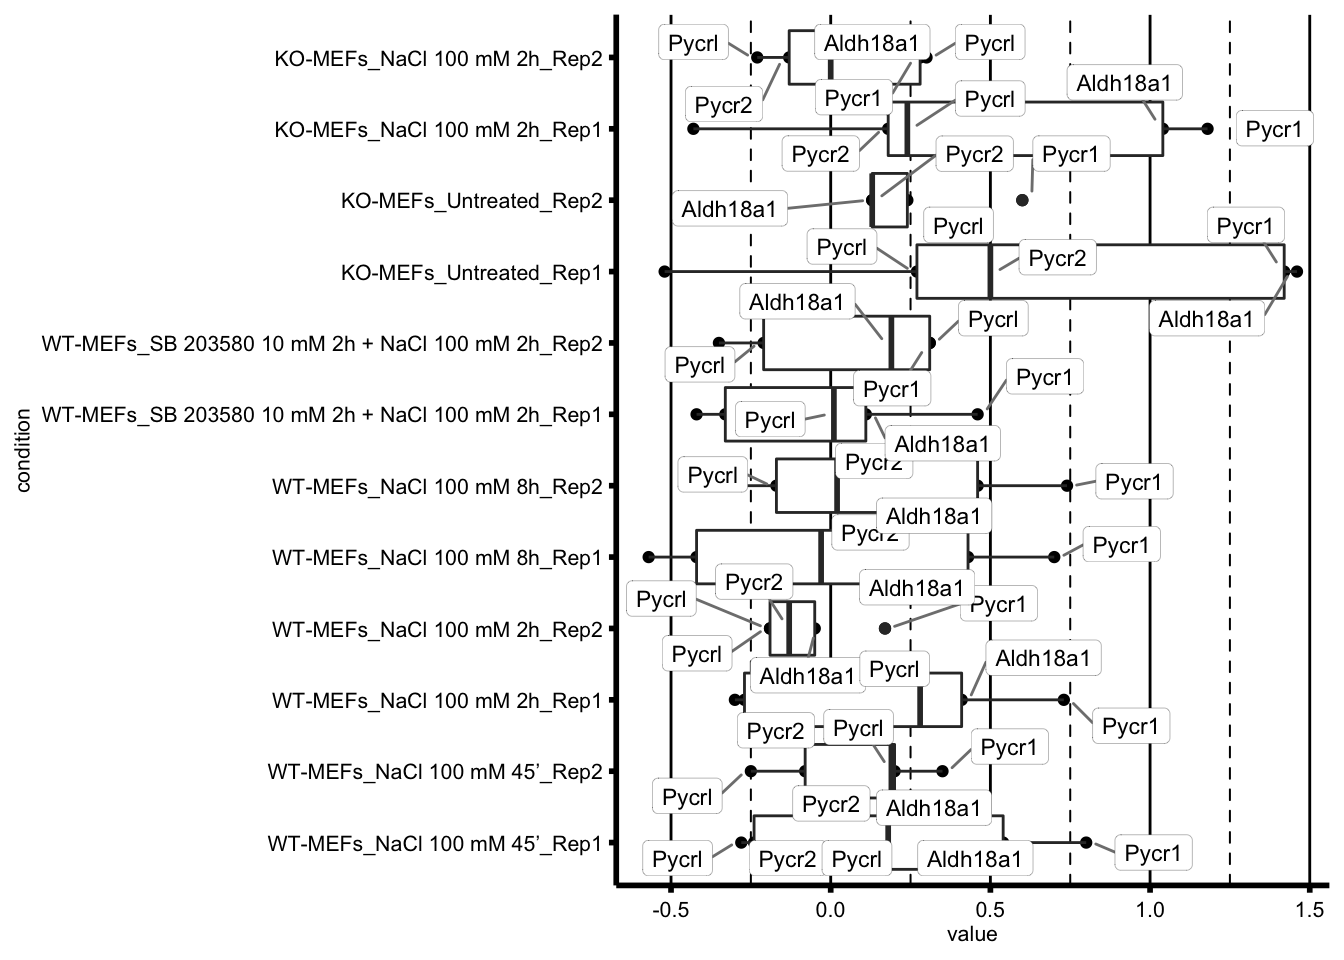 Pycrl
Aldh18a1
Pycrl
KO-MEFs_NaCl 100 mM 2h_Rep2
Pycr2
Pycr1
Pycrl
Aldh18a1
KO-MEFs_NaCl 100 mM 2h_Rep1
Pycr1
Pycr2
Pycr2
Pycr1
KO-MEFs_Untreated_Rep2
Aldh18a1
Pycrl
Pycrl
Pycr1
Pycr2
KO-MEFs_Untreated_Rep1
Aldh18a1
Aldh18a1
Pycrl
WT-MEFs_SB 203580 10 mM 2h + NaCl 100 mM 2h_Rep2
Pycrl
Pycr1
Pycr1
WT-MEFs_SB 203580 10 mM 2h + NaCl 100 mM 2h_Rep1
Pycrl
Aldh18a1
Pycr2
WT-MEFs_NaCl 100 mM 8h_Rep2
Pycrl
Pycr1
Aldh18a1
Pycr2
WT-MEFs_NaCl 100 mM 8h_Rep1
Pycr1
Pycr2
Aldh18a1
Pycrl
Pycr1
WT-MEFs_NaCl 100 mM 2h_Rep2
Pycrl
Aldh18a1
Pycrl
Aldh18a1
WT-MEFs_NaCl 100 mM 2h_Rep1
Pycr2
Pycrl
Pycr1
Pycr1
WT-MEFs_NaCl 100 mM 45’_Rep2
Pycrl
Pycr2
Aldh18a1
WT-MEFs_NaCl 100 mM 45’_Rep1
Pycrl
Pycr2
Pycrl
Aldh18a1
Pycr1
-0.5
0.0
0.5
1.0
1.5
value
condition